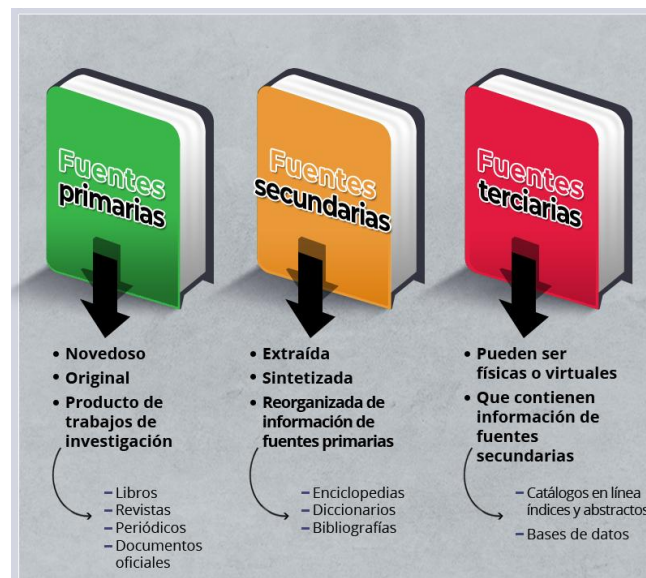 Fuentes
primarias
• Novedoso
• Original
• Producto de
trabajos de
investigación
– Libros
– Revistas
– Periódicos
– Documentos
oficiales
Fuentes
secundarias
• Extraída
• Sintetizada
• Reorganizada de
información de
fuentes primarias
– Enciclopedias
– Diccionarios
– Bibliografías
Fuentes
terciarias
• Pueden ser
físicas o virtuales
• Que contienen
información de
fuentes
secundarias
– Catálogos en línea
índices y abstractos
– Bases de datos